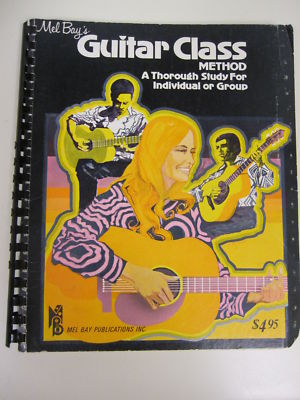 Mel Bay's
Guitar Class
METHOD
A Thorough Study For
Individual or Group
MB
MEL BAY PUBLICATIONS INC
$4.95